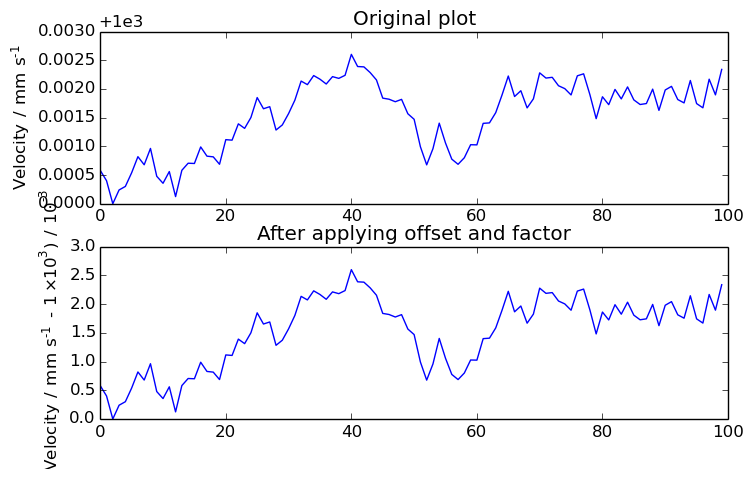 +1e3
Original plot
Velocity / mm s⁻¹
0.0030
0.0025
0.0020
0.0015
0.0010
0.0005
0.0000
0 20 40 60 80 100
After applying offset and factor
Velocity / mm s⁻¹ - 1 ×10³) / 10⁻³
3.0
2.5
2.0
1.5
1.0
0.5
0.0
0 20 40 60 80 100